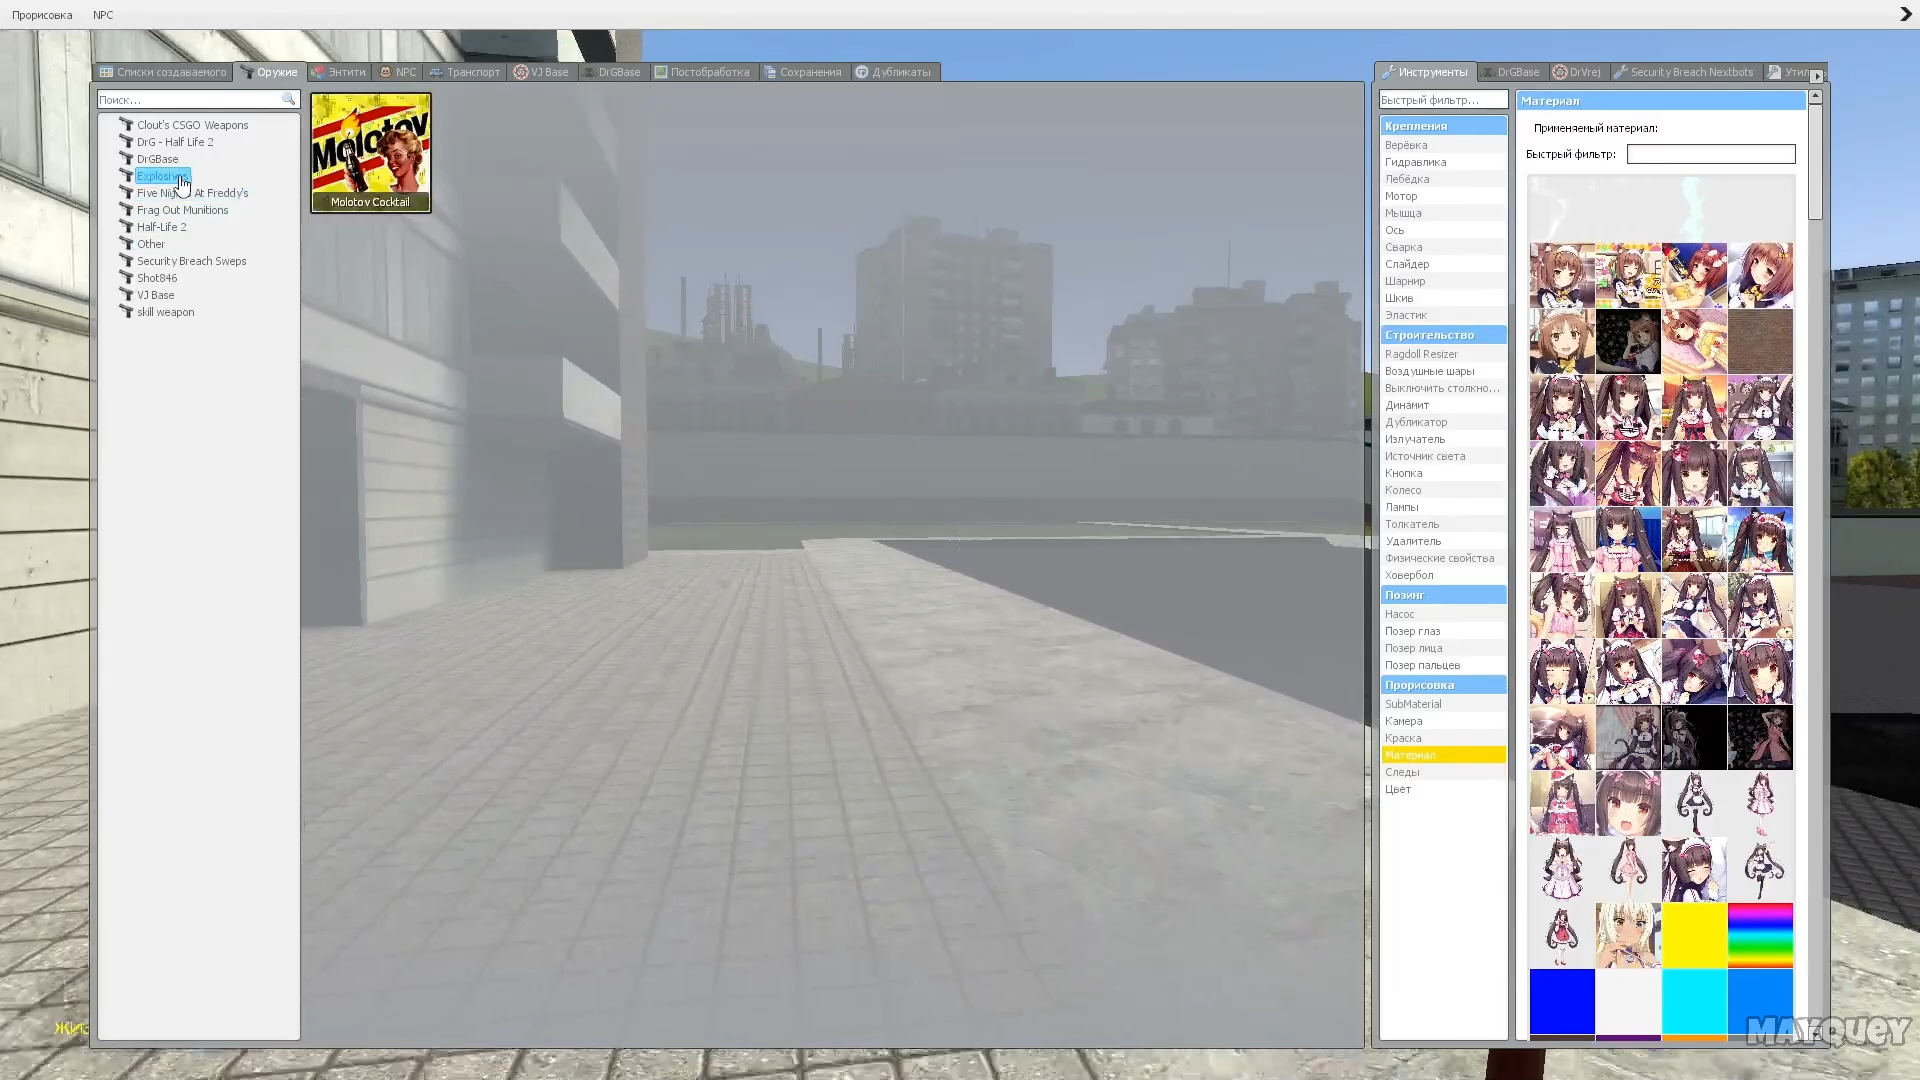 Прорисовка NPC
Списки создаваемого Оружие Энтити NPC Транспорт VJ Base DrGBase Постобработка Сохранения Дубликаты
Поиск...
Clout's CSGO Weapons
DrG - Half Life 2
DrGBase
Explosives
Five Nights At Freddy's
Frag Out Munitions
Half-Life 2
Other
Security Breach Sweps
Shot846
VJ Base
skill weapon
Molotov
Molotov Cocktail
Инструменты DrGBase DrVrej Security Breach Nextbots Утил
Быстрый фильтр...
Крепления
Верёвка
Гидравлика
Лебёдка
Мотор
Мышца
Ось
Сварка
Слайдер
Шарнир
Шкив
Эластик
Строительство
Ragdoll Resizer
Воздушные шары
Выключить столкно...
Динамит
Дубликатор
Излучатель
Источник света
Кнопка
Колесо
Лампы
Толкатель
Удалитель
Физические свойства
Ховербол
Позинг
Насос
Позер глаз
Позер лица
Позер пальцев
Прорисовка
SubMaterial
Камера
Краска
Материал
Следы
Цвет
Материал
Применяемый материал:
Быстрый фильтр:
ЖИЗ
MAYQUEY